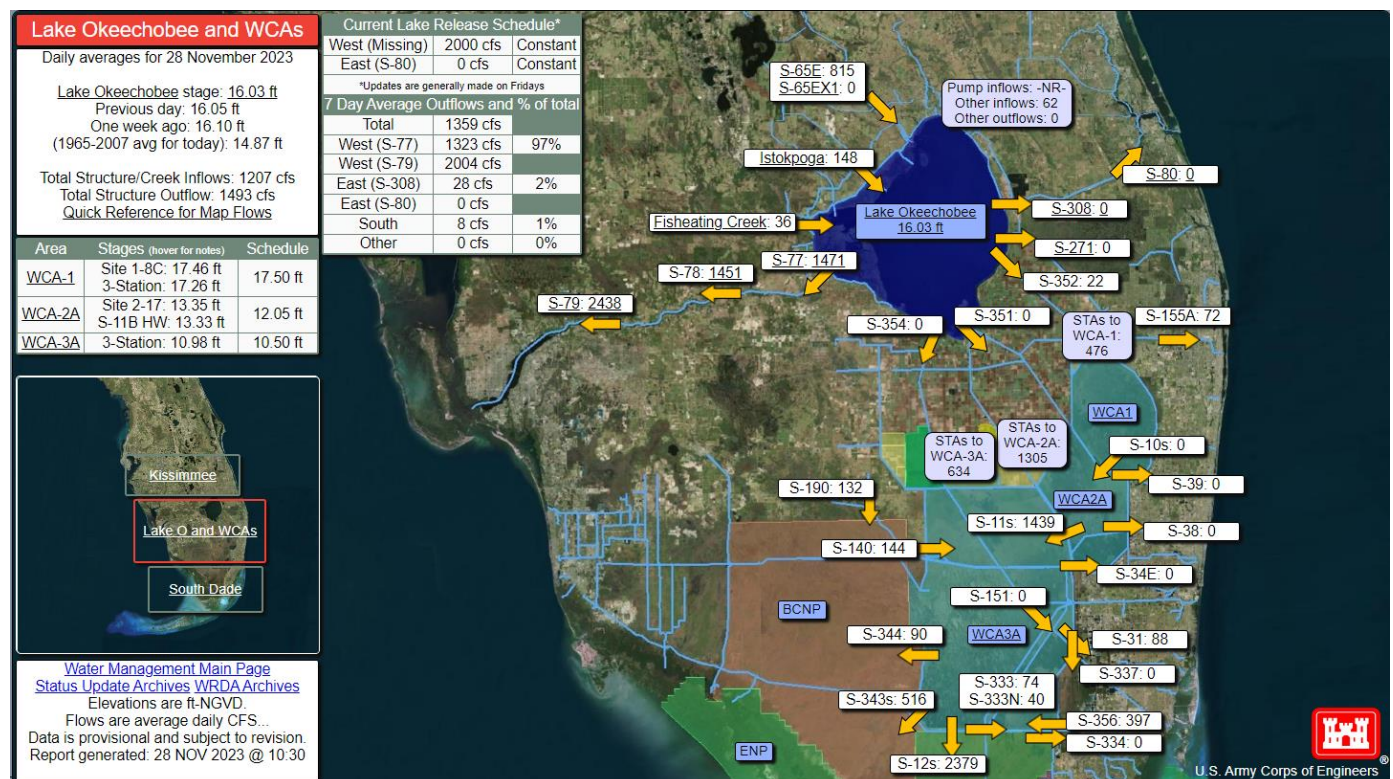 Lake Okeechobee and WCAs
Daily averages for 28 November 2023
Lake Okeechobee stage: 16.03 ft
Previous day: 16.05 ft
One week ago: 16.10 ft
(1965-2007 avg for today): 14.87 ft
Total Structure/Creek Inflows: 1207 cfs
Total Structure Outflow: 1493 cfs
Quick Reference for Map Flows
Area Stages (hover for notes) Schedule
WCA-1 Site 1-8C: 17.46 ft 17.50 ft
3-Station: 17.26 ft
WCA-2A Site 2-17: 13.35 ft 12.05 ft
S-11B HW: 13.33 ft
WCA-3A 3-Station: 10.98 ft 10.50 ft
Current Lake Release Schedule*
West (Missing) 2000 cfs Constant
East (S-80) 0 cfs Constant
*Updates are generally made on Fridays
7 Day Average Outflows and % of total
Total 1359 cfs
West (S-77) 1323 cfs 97%
West (S-79) 2004 cfs
East (S-308) 28 cfs 2%
East (S-80) 0 cfs
South 8 cfs 1%
Other 0 cfs 0%
S-65E: 815
S-65EX1: 0
Pump inflows: -NR-
Other inflows: 62
Other outflows: 0
Istokpoga: 148
S-80: 0
Fisheating Creek: 36
Lake Okeechobee
16.03 ft
S-308: 0
S-271: 0
S-77: 1471
S-78: 1451
S-352: 22
S-79: 2438
S-354: 0
S-351: 0
STAs to
WCA-1:
476
S-155A: 72
WCA1
STAs to
WCA-3A:
634
STAs to
WCA-2A:
1305
S-10s: 0
S-39: 0
S-190: 132
WCA2A
S-11s: 1439
S-38: 0
S-140: 144
S-34E: 0
S-151: 0
BCNP
S-344: 90
WCA3A
S-31: 88
S-337: 0
S-333: 74
S-333N: 40
S-343s: 516
S-356: 397
S-334: 0
ENP
S-12s: 2379
Kissimmee
Lake O and WCAs
South Dade
Water Management Main Page
Status Update Archives WRDA Archives
Elevations are ft-NGVD.
Flows are average daily CFS...
Data is provisional and subject to revision.
Report generated: 28 NOV 2023 @ 10:30
U.S. Army Corps of Engineers ®